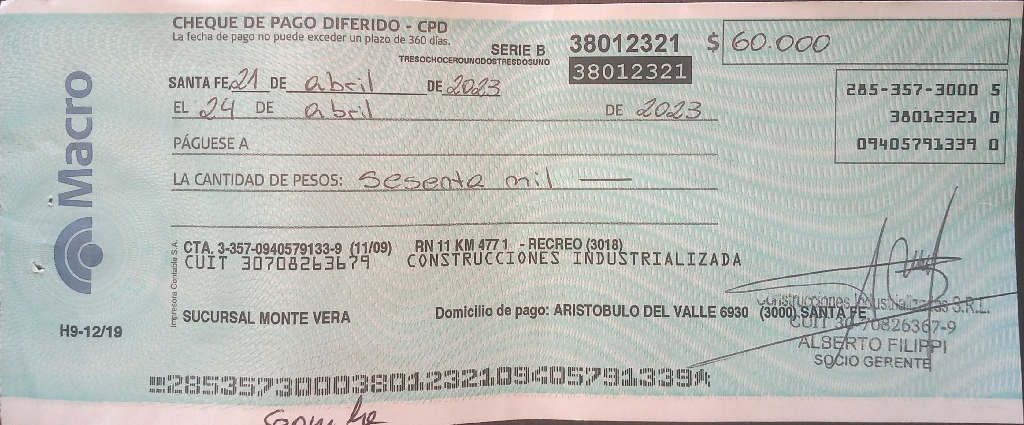 CHEQUE DE PAGO DIFERIDO - CPD
La fecha de pago no puede exceder un plazo de 360 días.
SERIE B 38012321 $ 60.000
TRESOCHOCEROUNODOSTRESDOSUNO
38012321
SANTA FE, 21 DE abril DE 2023
EL 24 DE abril DE 2023
285-357-3000 5
38012321 0
09405791339 0
PÁGUESE A
LA CANTIDAD DE PESOS: sesenta mil —
Macro
CTA. 3-357-0940579133-9 (11/09) RN 11 KM 477 1 - RECREO (3018)
CUIT 30708263679 CONSTRUCCIONES INDUSTRIALIZADA
Impresora Contable S.A.
SUCURSAL MONTE VERA
Domicilio de pago: ARISTOBULO DEL VALLE 6930 (3000) SANTA FE
H9-12/19
Construcciones Industrializadas S.R.L.
CUIT 30-70826367-9
ALBERTO FILIPPI
SOCIO GERENTE
28535730003801232109405791339